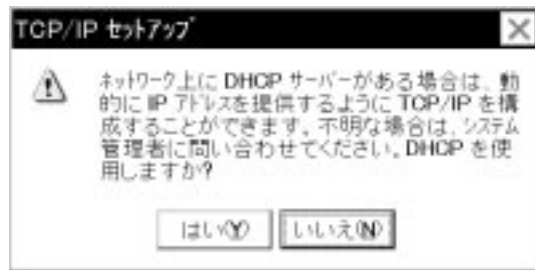 TCP/IP ｾｯﾄｱｯﾌﾟ
ﾈｯﾄﾜｰｸ上に DHCP ｻｰﾊﾞｰがある場合は、動
的に IP ｱﾄﾞﾚｽを提供するように TCP/IP を構
成することができます。不明な場合は、ｼｽﾃﾑ
管理者に問い合わせてください。DHCP を使
用しますか?
はい(Y) いいえ(N)